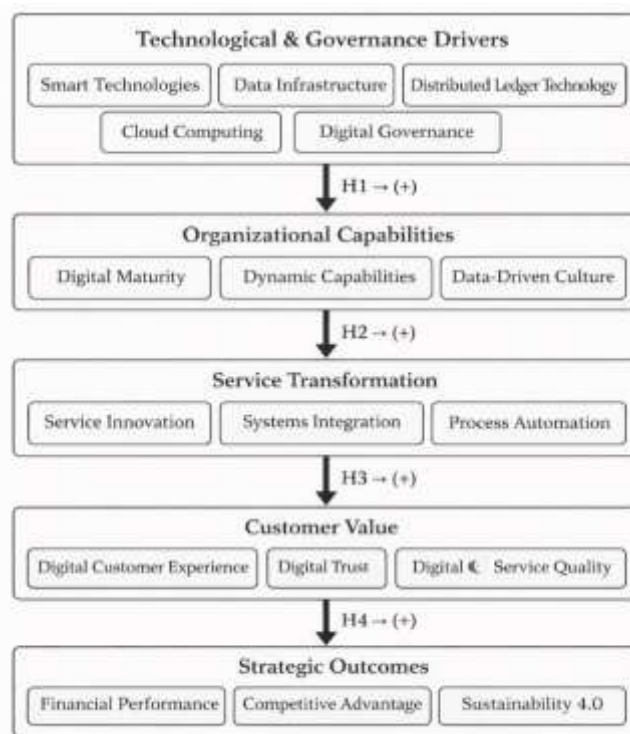 Technological & Governance Drivers
Smart Technologies Data Infrastructure Distributed Ledger Technology
Cloud Computing Digital Governance
H1 → (+)
Organizational Capabilities
Digital Maturity Dynamic Capabilities Data-Driven Culture
H2 → (+)
Service Transformation
Service Innovation Systems Integration Process Automation
H3 → (+)
Customer Value
Digital Customer Experience Digital Trust Digital Service Quality
H4 → (+)
Strategic Outcomes
Financial Performance Competitive Advantage Sustainability 4.0